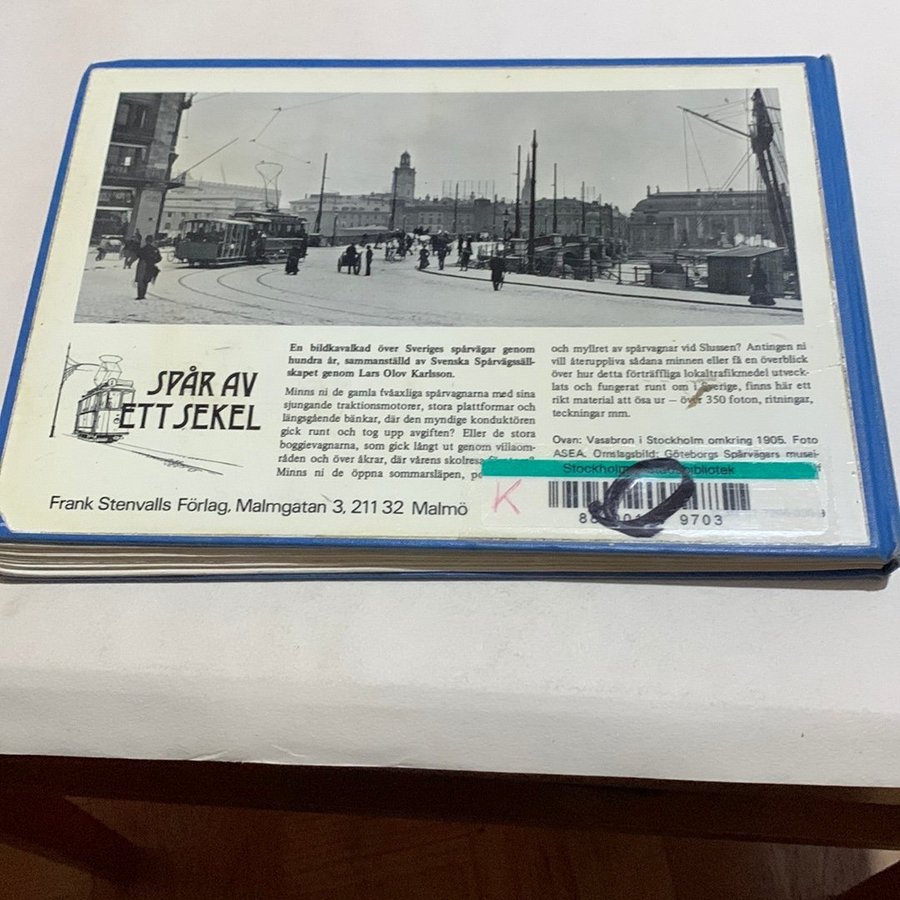 SPÅR AV
ETT SEKEL
En bildkavalkad över Sveriges spårvägar genom
hundra år, sammanställd av Svenska Spårvägssäll-
skapet genom Lars Olov Karlsson.
Minns ni de gamla tvåaxliga spårvagnarna med sina
sjungande traktionsmotorer, stora plattformar och
längsgående bänkar, där den myndige konduktören
gick runt och tog upp avgiften? Eller de stora
boggievagnarna, som gick långt ut genom villaom-
råden och över åkrar, där vårens skolresa
Minns ni de öppna sommarsläpen,
och myllret av spårvagnar vid Slussen? Antingen ni
vill återuppliva sådana minnen eller få en överblick
över hur detta förträffliga lokaltrafikmedel utveck-
lats och fungerat runt om i Sverige, finns här ett
rikt material att ösa ur – över 350 foton, ritningar,
teckningar mm.
Ovan: Vasabron i Stockholm omkring 1905. Foto
ASEA. Omslagsbild: Göteborgs Spårvägars musei-
Stockholms stadsbibliotek
K
9703
Frank Stenvalls Förlag, Malmgatan 3, 211 32 Malmö